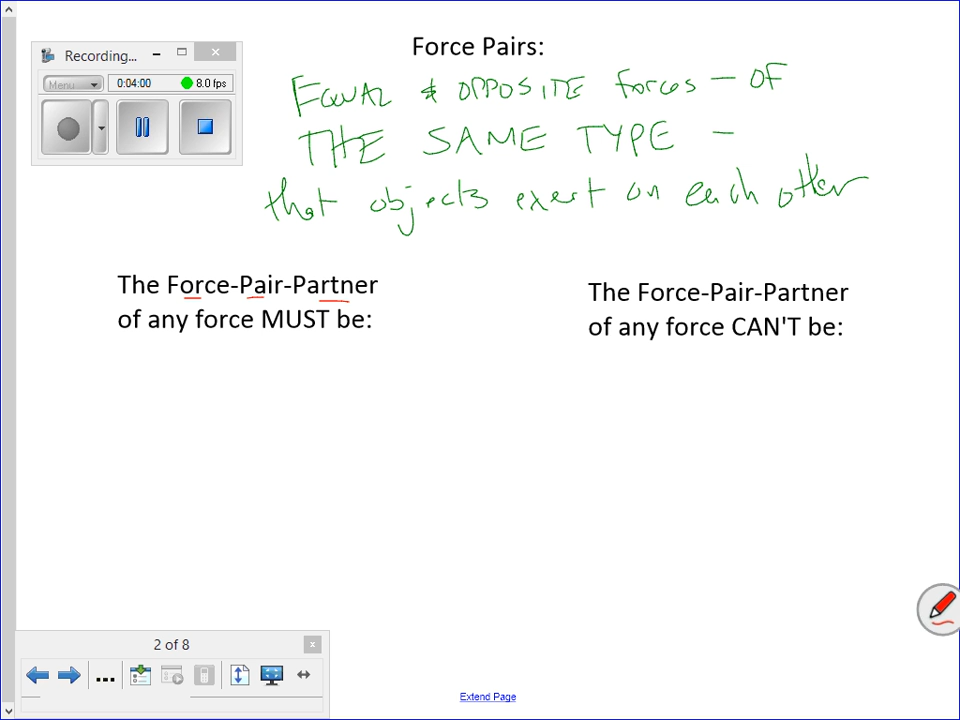 Force Pairs:
Recording...
Menu
0:04:00
8.0 fps
EQUAL & OPPOSITE forces — OF
THE SAME TYPE —
that objects exert on each other
The Force-Pair-Partner
of any force MUST be:
The Force-Pair-Partner
of any force CAN'T be:
2 of 8
Extend Page